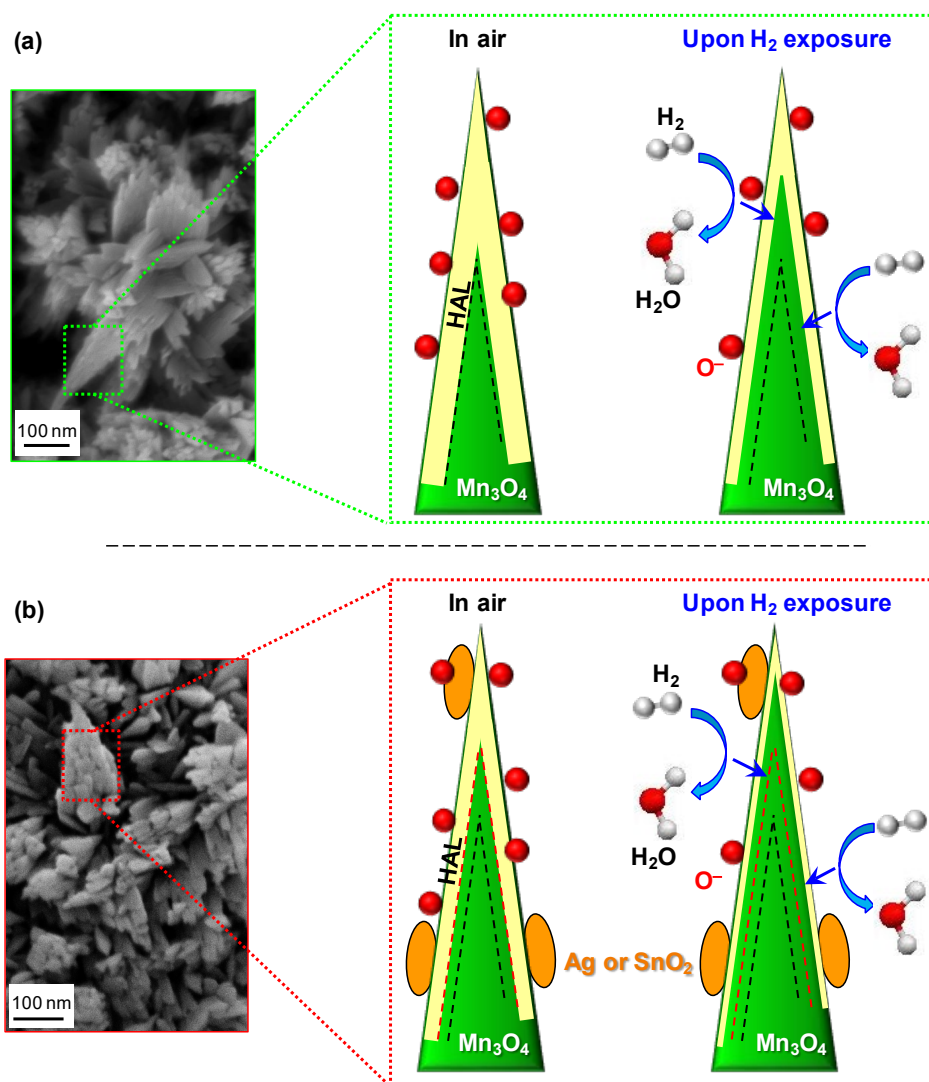 (a)
In air
Upon H₂ exposure
H₂
H₂O
HAL
O⁻
Mn₃O₄
Mn₃O₄
100 nm
(b)
In air
Upon H₂ exposure
H₂
H₂O
HAL
O⁻
Ag or SnO₂
Mn₃O₄
Mn₃O₄
100 nm